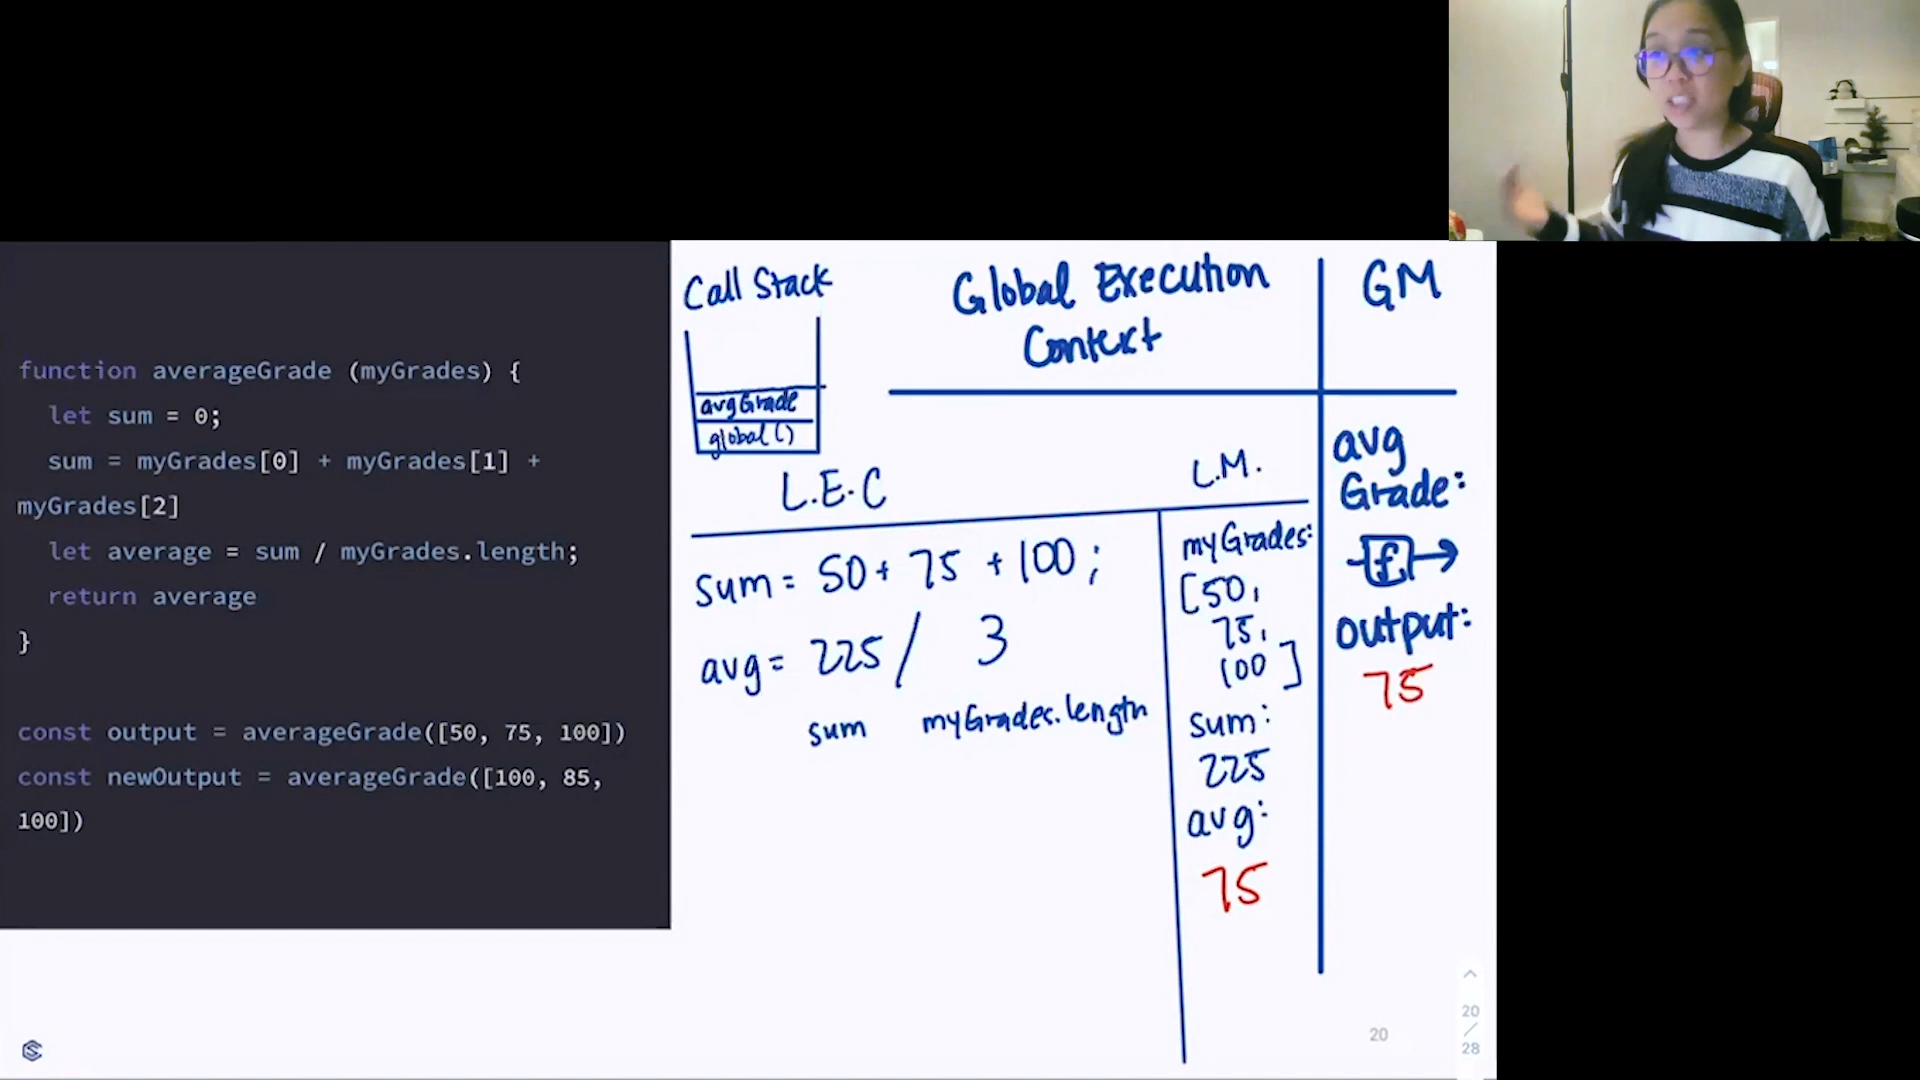 function averageGrade (myGrades) {
let sum = 0;
sum = myGrades[0] + myGrades[1] +
myGrades[2]
let average = sum / myGrades.length;
return average
}
const output = averageGrade([50, 75, 100])
const newOutput = averageGrade([100, 85,
100])
Call Stack
avgGrade
global()
Global Execution
Context
GM
L.E.C
L.M.
sum = 50 + 75 + 100;
avg = 225 / 3
sum myGrades.length
myGrades:
[50,
75,
100]
sum:
225
avg:
75
avg
Grade:
f
output:
75
20
20
/
28